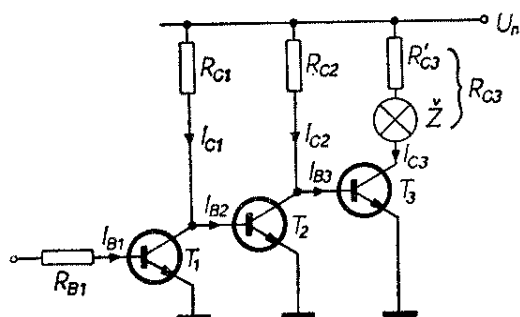 Un
RC1
RC2
R'C3
RC3
Ž
IC1
IC2
IC3
IB1
IB2
IB3
T1
T2
T3
RB1